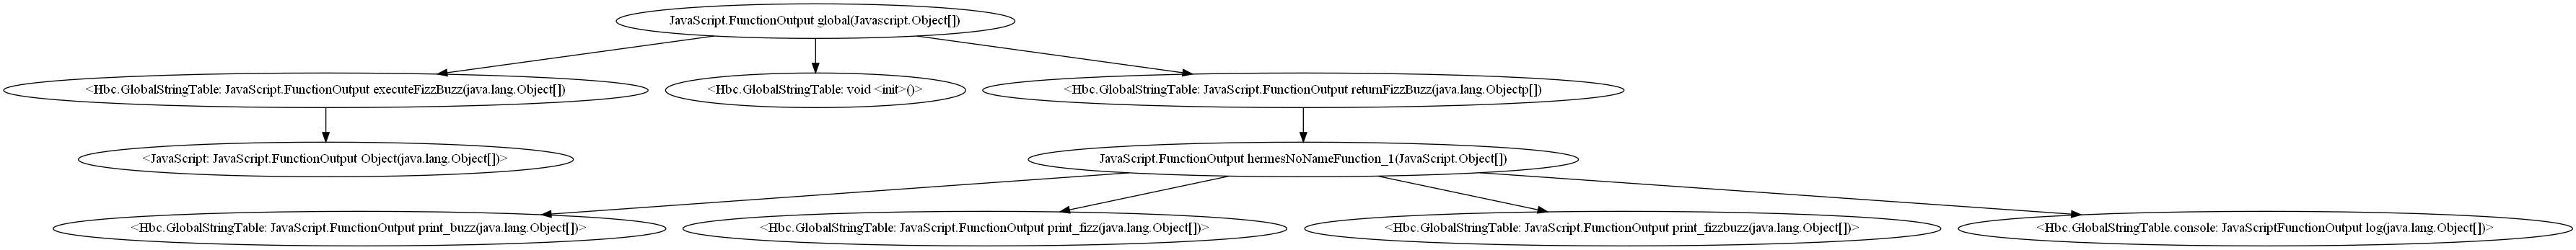 JavaScript.FunctionOutput global(Javascript.Object[])
<Hbc.GlobalStringTable: JavaScript.FunctionOutput executeFizzBuzz(java.lang.Object[])
<Hbc.GlobalStringTable: void <init>()>
<Hbc.GlobalStringTable: JavaScript.FunctionOutput returnFizzBuzz(java.lang.Objectp[])
<JavaScript: JavaScript.FunctionOutput Object(java.lang.Object[])>
JavaScript.FunctionOutput hermesNoNameFunction_1(JavaScript.Object[])
<Hbc.GlobalStringTable: JavaScript.FunctionOutput print_buzz(java.lang.Object[])>
<Hbc.GlobalStringTable: JavaScript.FunctionOutput print_fizz(java.lang.Object[])>
<Hbc.GlobalStringTable: JavaScript.FunctionOutput print_fizzbuzz(java.lang.Object[])>
<Hbc.GlobalStringTable.console: JavaScriptFunctionOutput log(java.lang.Object[])>